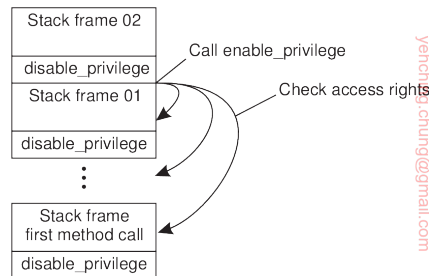 Stack frame 02
disable_privilege
Call enable_privilege
Stack frame 01
Check access rights
disable_privilege
Stack frame
first method call
disable_privilege
yenchung.chung@gmail.com